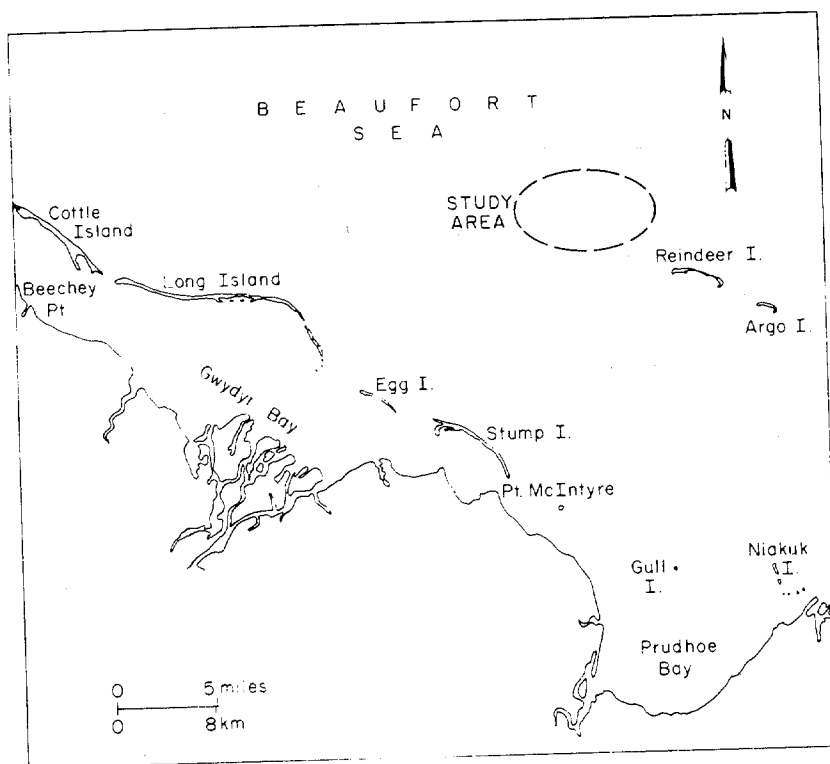 BEAUFORT
SEA
N
STUDY
AREA
Cottle
Island
Reindeer I.
Long Island
Beechey
Pt
Argo I.
Egg I.
Gwydyr Bay
Stump I.
Pt. McIntyre
Gull
I.
Niakuk
I.
Prudhoe
Bay
0 5 miles
0 8 km